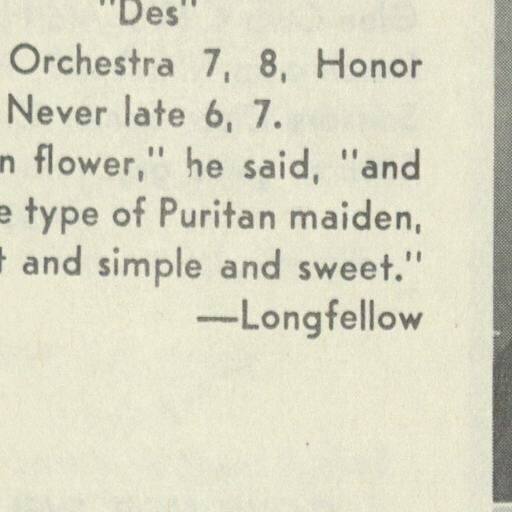 "Des"
Orchestra 7, 8, Honor
Never late 6, 7.
n flower," he said, "and
e type of Puritan maiden,
t and simple and sweet."
—Longfellow